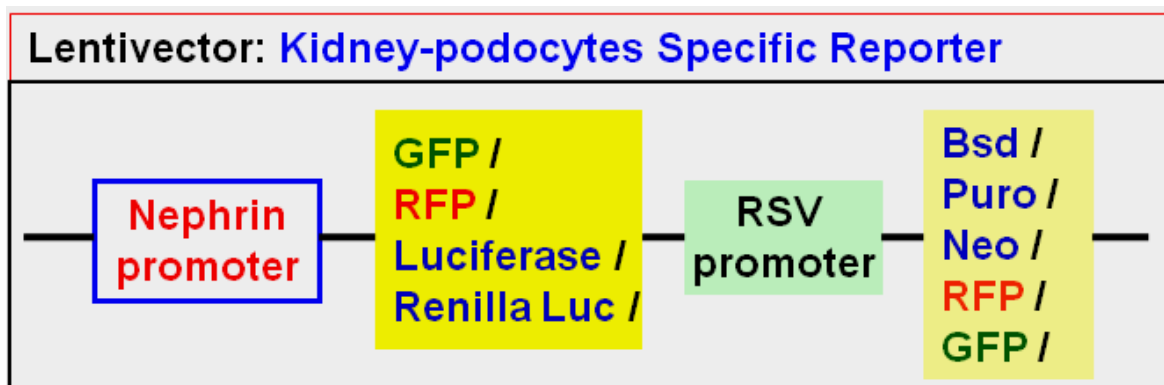 Lentivector: Kidney-podocytes Specific Reporter
Nephrin
promoter
GFP /
RFP /
Luciferase /
Renilla Luc /
RSV
promoter
Bsd /
Puro /
Neo /
RFP /
GFP /